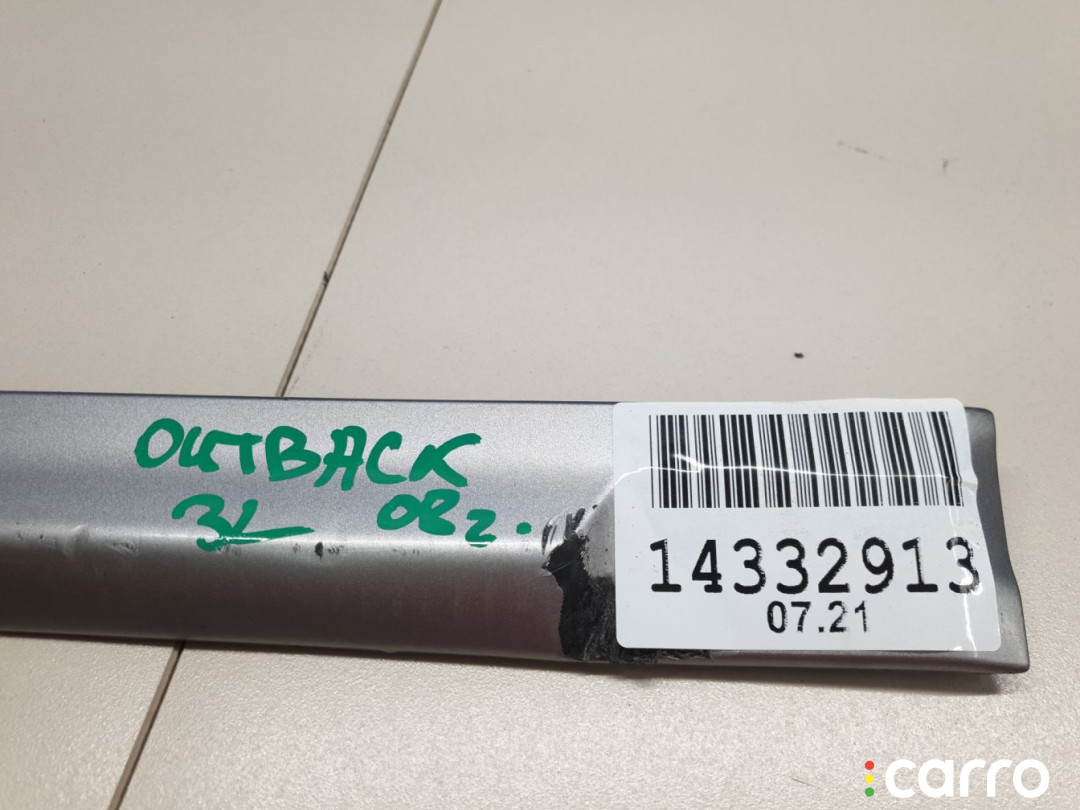 OUTBACK
3L 08г.
14332913
07.21
carro